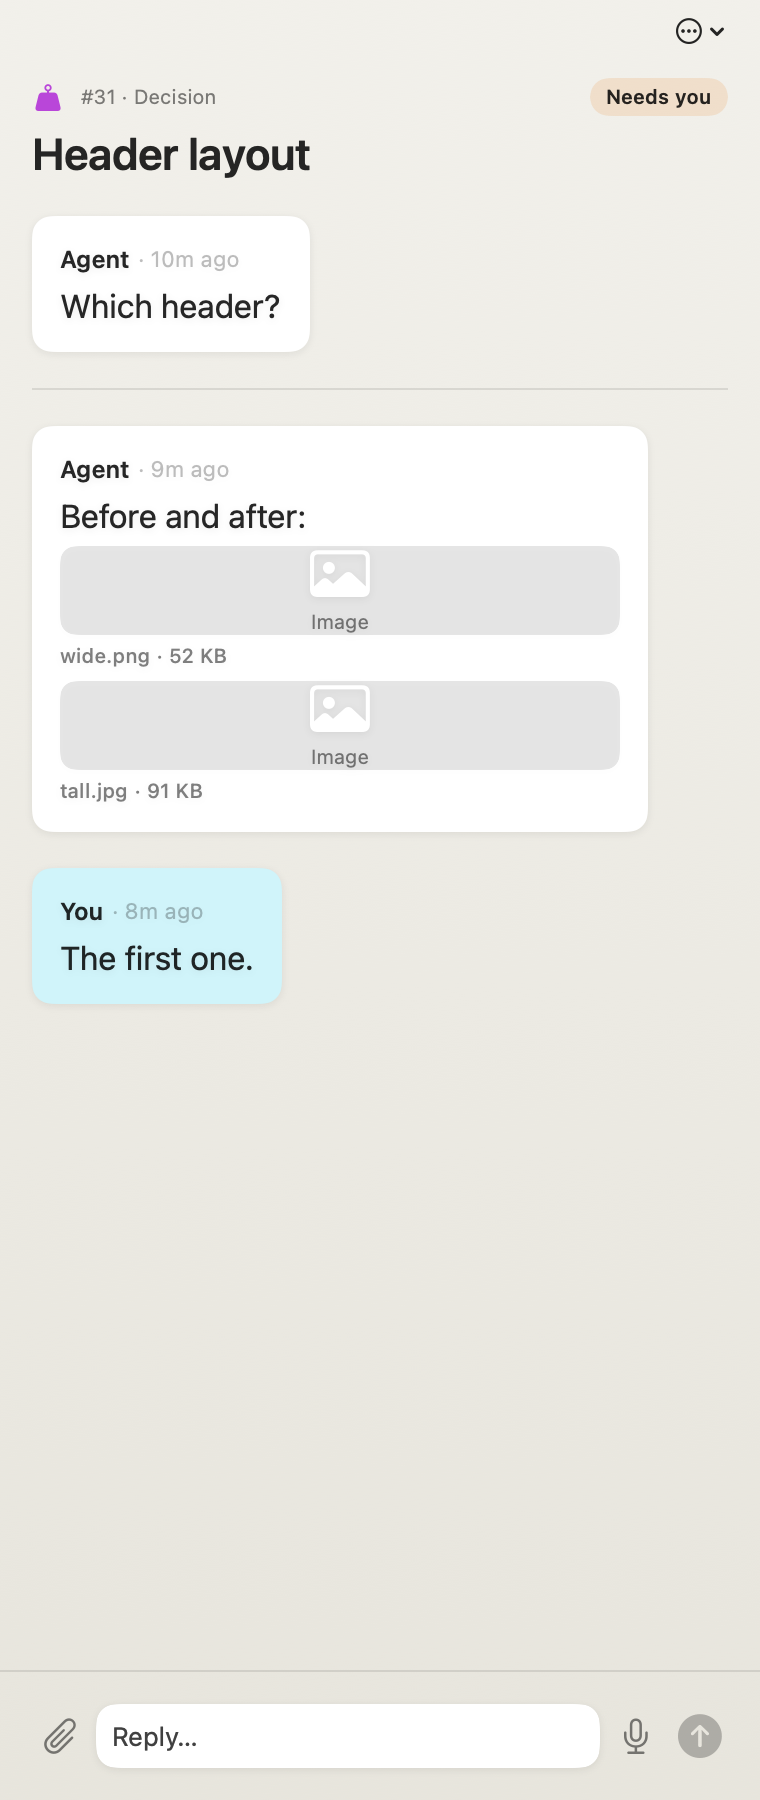 #31 · Decision
Needs you
Header layout
Agent · 10m ago
Which header?
Agent · 9m ago
Before and after:
Image
wide.png · 52 KB
Image
tall.jpg · 91 KB
You · 8m ago
The first one.
Reply...